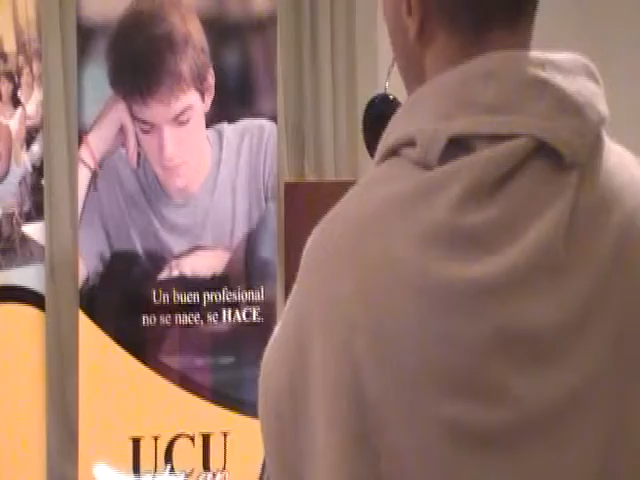 Un buen profesional
no se nace, se HACE.
UCU